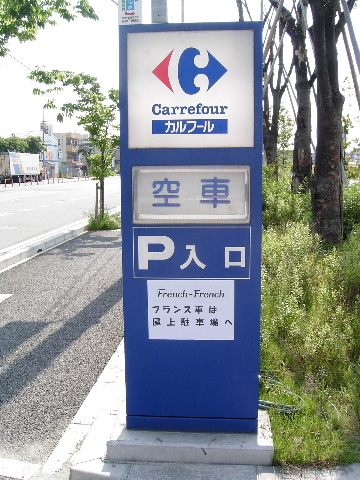 Carrefour
カルフール
空車
P入口
French-French
フランス車は
屋上駐車場へ